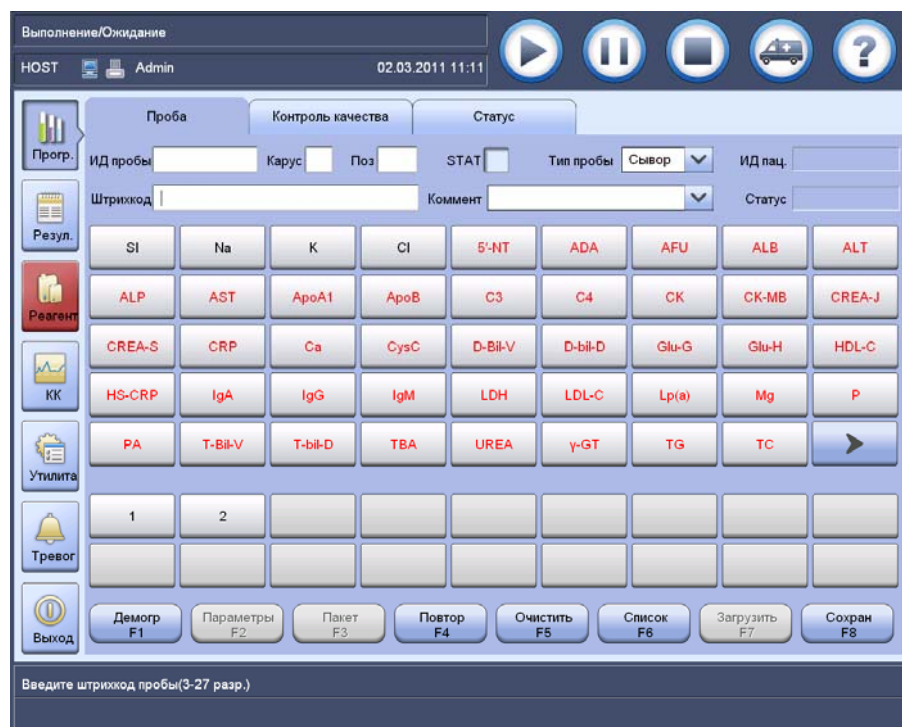 Выполнение/Ожидание
HOST Admin 02.03.2011 11:11
Проба Контроль качества Статус
Прогр.
ИД пробы Карус Поз STAT Тип пробы Сывор ИД пац.
Штрихкод Коммент Статус
Резул.
SI Na K Cl 5'-NT ADA AFU ALB ALT
Реагент
ALP AST ApoA1 ApoB C3 C4 CK CK-MB CREA-J
CREA-S CRP Ca CysC D-Bil-V D-bil-D Glu-G Glu-H HDL-C
КК
HS-CRP IgA IgG IgM LDH LDL-C Lp(a) Mg P
PA T-Bil-V T-bil-D TBA UREA γ-GT TG TC
Утилита
1 2
Тревог
Выход
Демогр Параметры Пакет Повтор Очистить Список Загрузить Сохран
F1 F2 F3 F4 F5 F6 F7 F8
Введите штрихкод пробы(3-27 разр.)